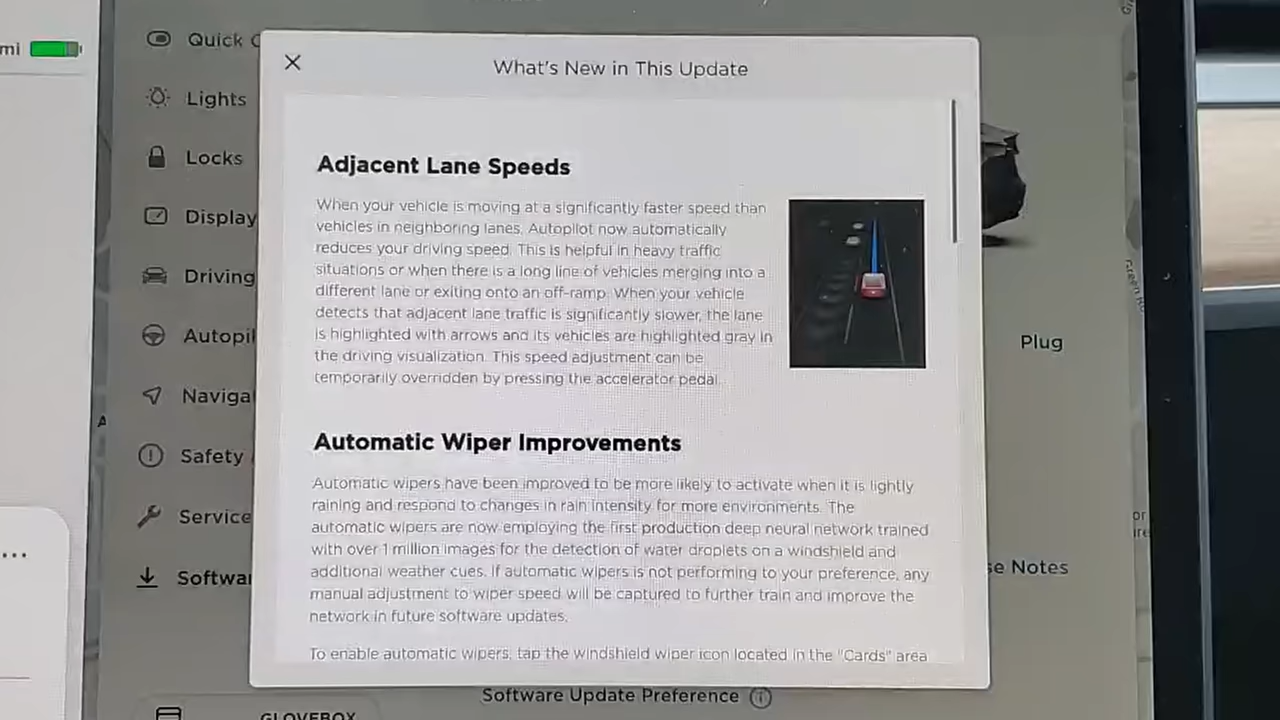 What's New in This Update
mi
Quick
Lights
Locks
Display
Driving
Safety
Service
Adjacent Lane Speeds
When your vehicle is moving at a significantly faster speed than
vehicles in neighboring lanes, Autopilot now automatically
reduces your driving speed. This is helpful in heavy traffic
situations or when there is a long line of vehicles merging into a
different lane or exiting onto an off-ramp. When your vehicle
detects that adjacent lane traffic is significantly slower, the lane
is highlighted with arrows and its vehicles are highlighted gray in
the driving visualization. This speed adjustment can be
temporarily overridden by pressing the accelerator pedal.
Automatic Wiper Improvements
Automatic wipers have been improved to be more likely to activate when it is lightly
raining and respond to changes in rain intensity for more environments. The
automatic wipers are now employing the first production deep neural network trained
with over 1 million images for the detection of water droplets on a windshield and
additional weather cues. If automatic wipers is not performing to your preference, any
manual adjustment to wiper speed will be captured to further train and improve the
network in future software updates.
To enable automatic wipers, tap the windshield wiper icon located in the "Cards" area
Plug
Notes
Software Update Preference
GLOVEBOX